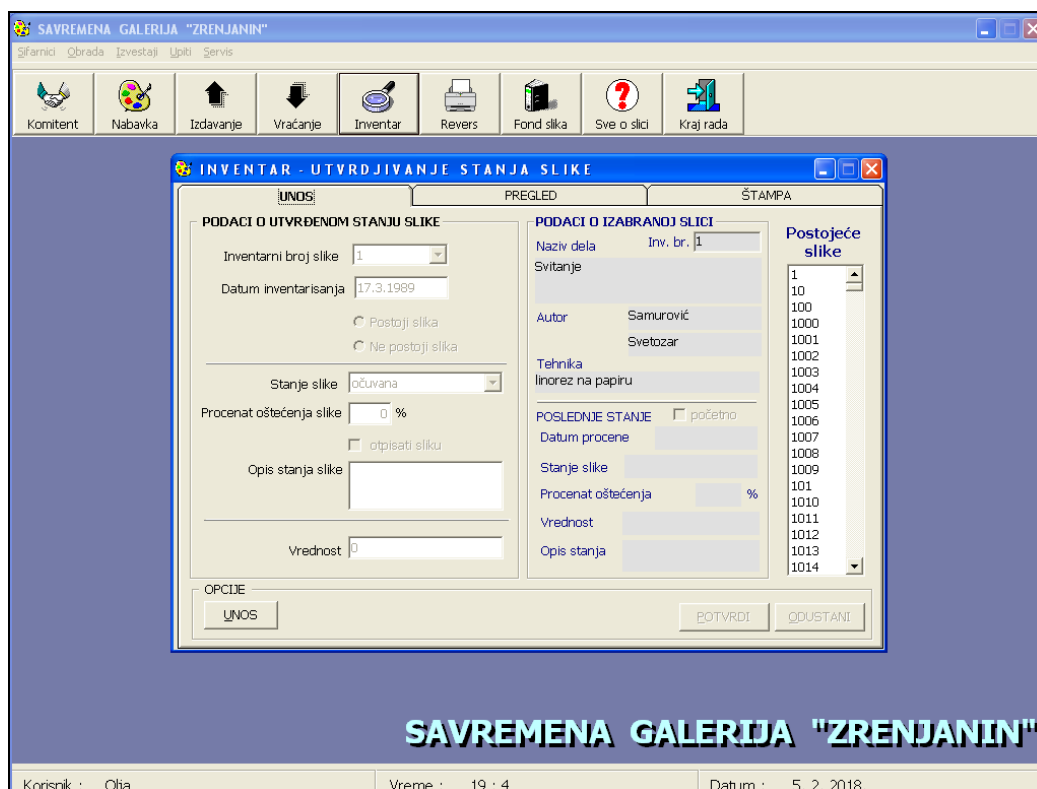 SAVREMENA GALERIJA "ZRENJANIN"
Sifarnici Obrada Izvestaji Upiti Servis
Komitent Nabavka Izdavanje Vraćanje Inventar Revers Fond slika Sve o slici Kraj rada
INVENTAR - UTVRDJIVANJE STANJA SLIKE
UNOS PREGLED ŠTAMPA
PODACI O UTVRĐENOM STANJU SLIKE
Inventarni broj slike 1
Datum inventarisanja 17.3.1989
Postoji slika
Ne postoji slika
Stanje slike očuvana
Procenat oštećenja slike 0 %
otpisati sliku
Opis stanja slike
Vrednost 0
PODACI O IZABRANOJ SLICI
Naziv dela Inv. br. 1
Svitanje
Autor Samurović
Svetozar
Tehnika
linorez na papiru
POSLEDNJE STANJE početno
Datum procene
Stanje slike
Procenat oštećenja %
Vrednost
Opis stanja
Postojeće
slike
1
10
100
1000
1001
1002
1003
1004
1005
1006
1007
1008
1009
101
1010
1011
1012
1013
1014
OPCIJE
UNOS POTVRDI ODUSTANI
SAVREMENA GALERIJA "ZRENJANIN"
Korisnik : Olja Vreme : 19 : 4 Datum : 5. 2. 2018